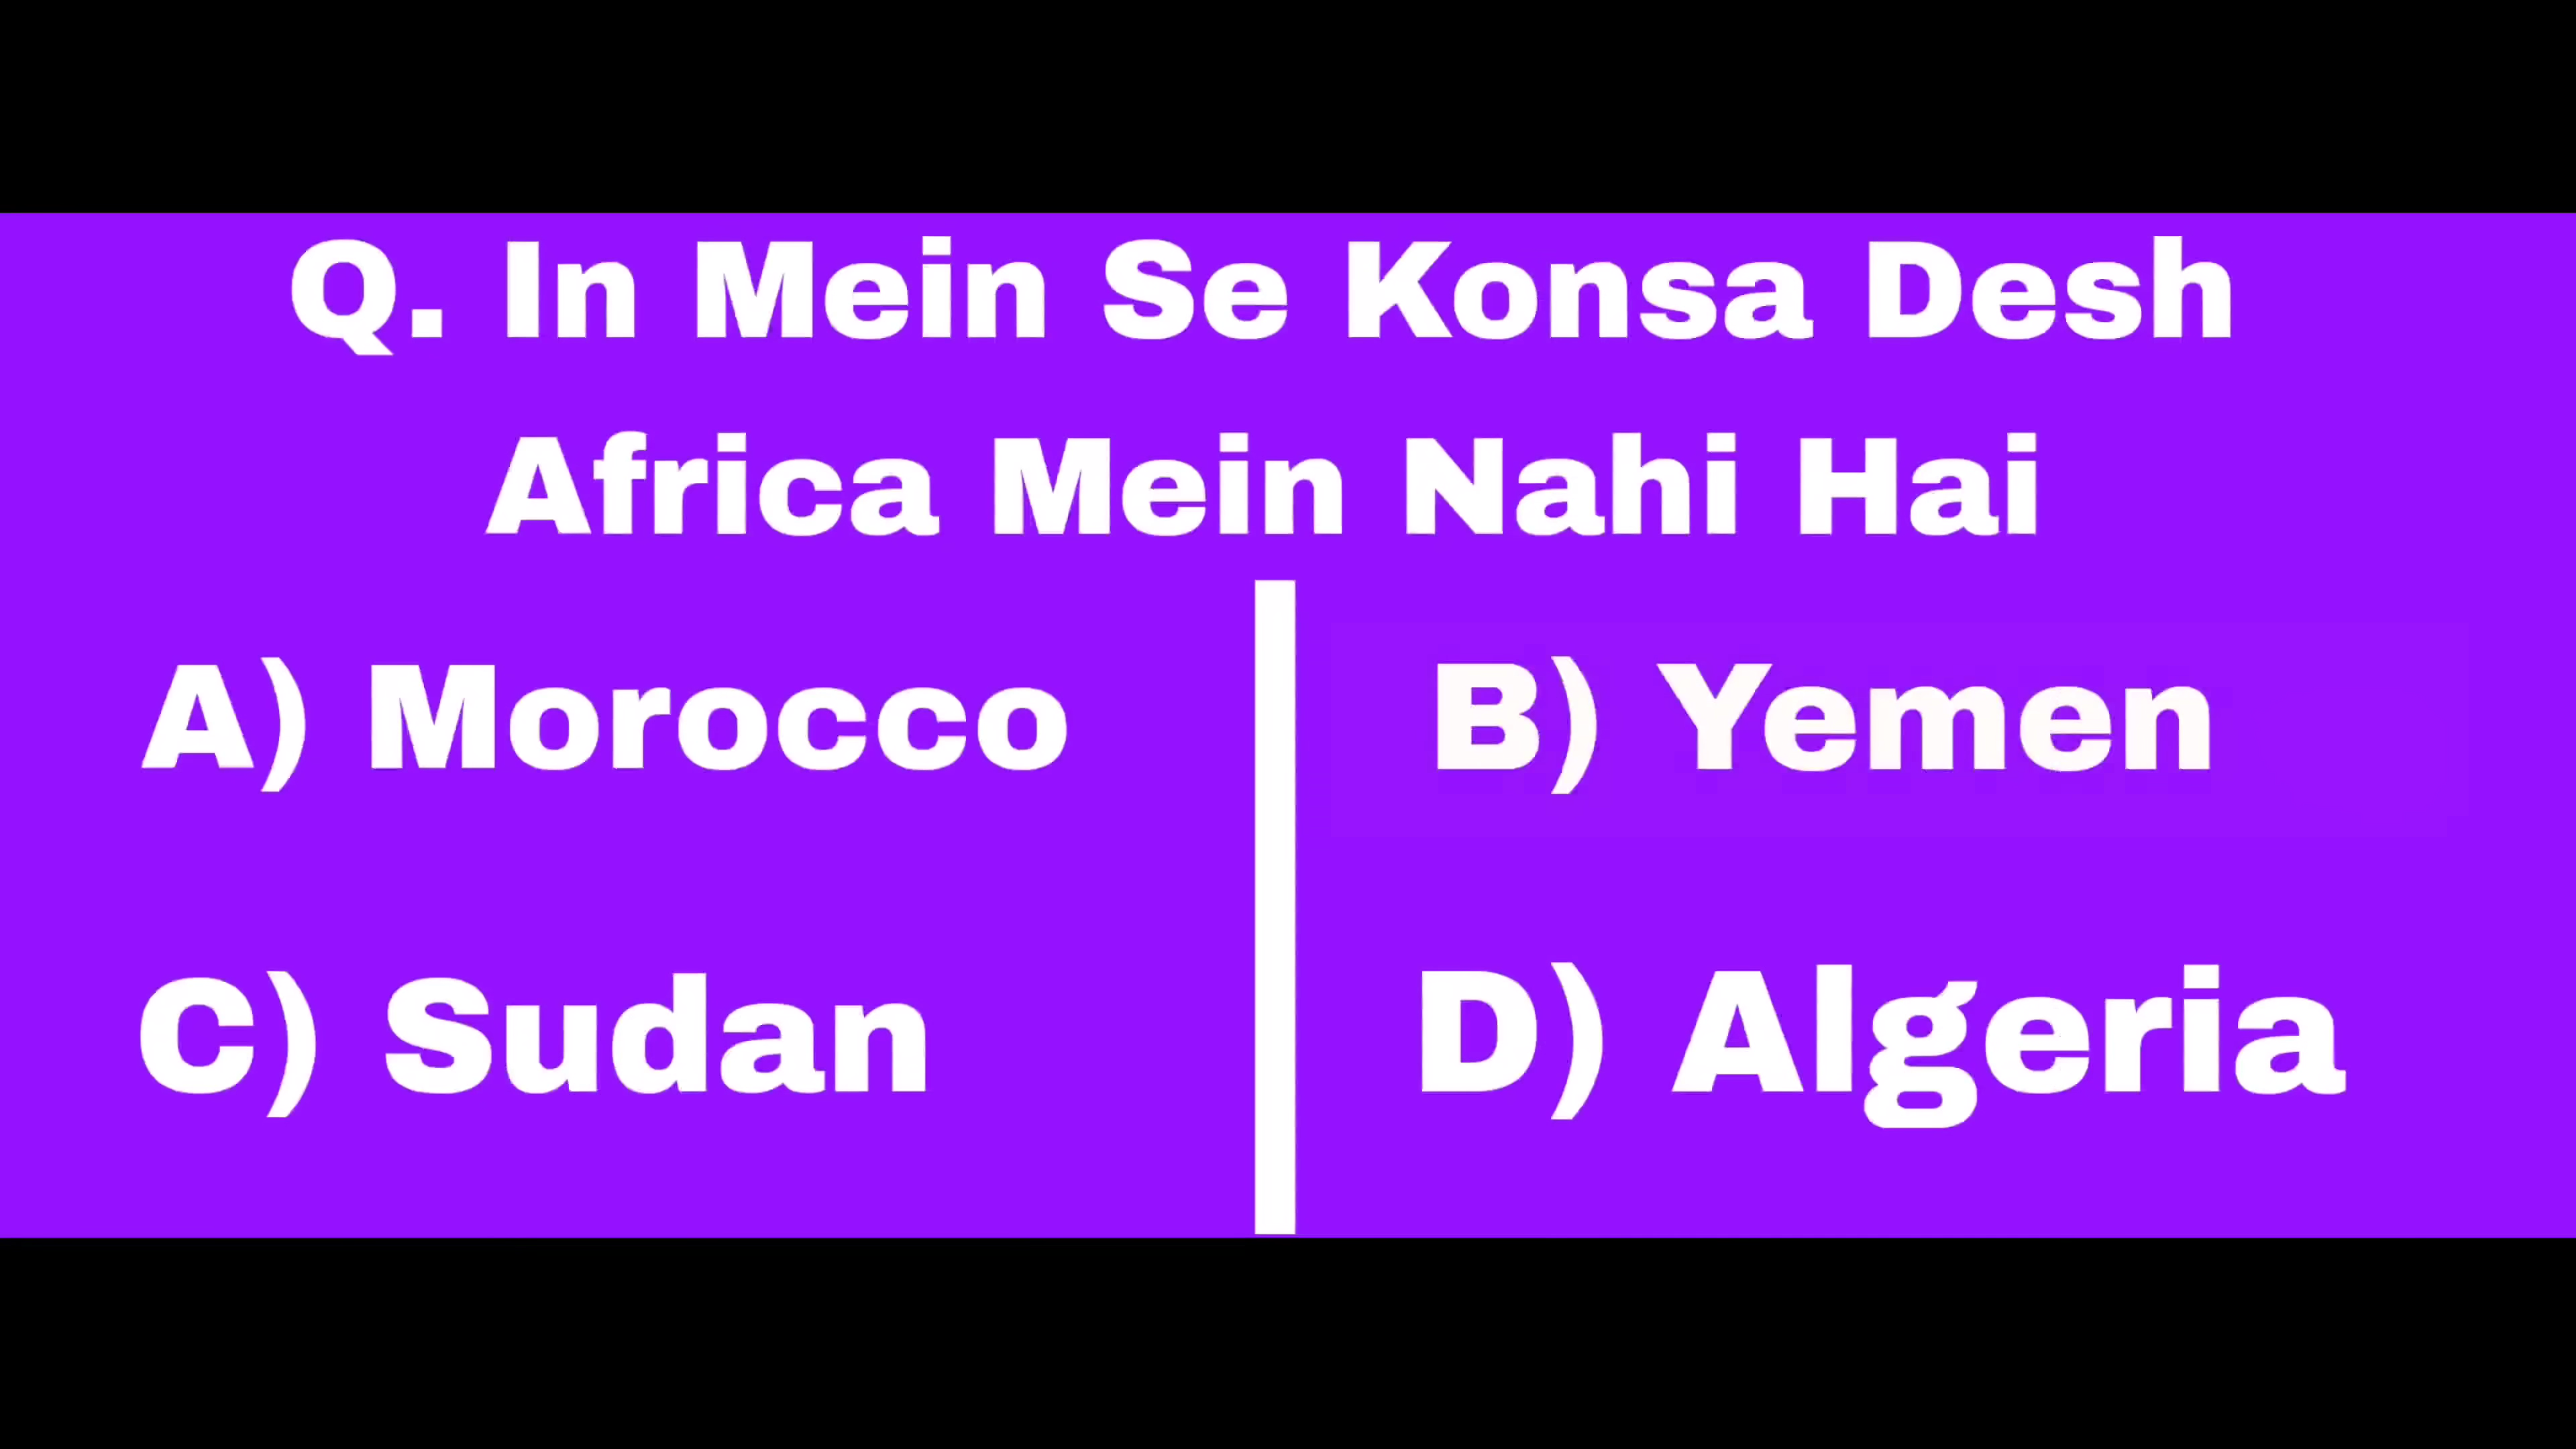 Q. In Mein Se Konsa Desh
Africa Mein Nahi Hai
A) Morocco
B) Yemen
C) Sudan
D) Algeria